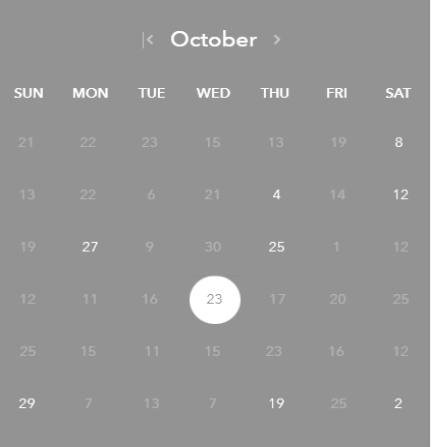 |< October >
SUN MON TUE WED THU FRI SAT
21 22 23 15 13 19 8
13 22 6 21 4 14 12
19 27 9 30 25 1 12
12 11 16 23 17 20 25
25 15 11 15 23 16 12
29 7 13 7 19 25 2